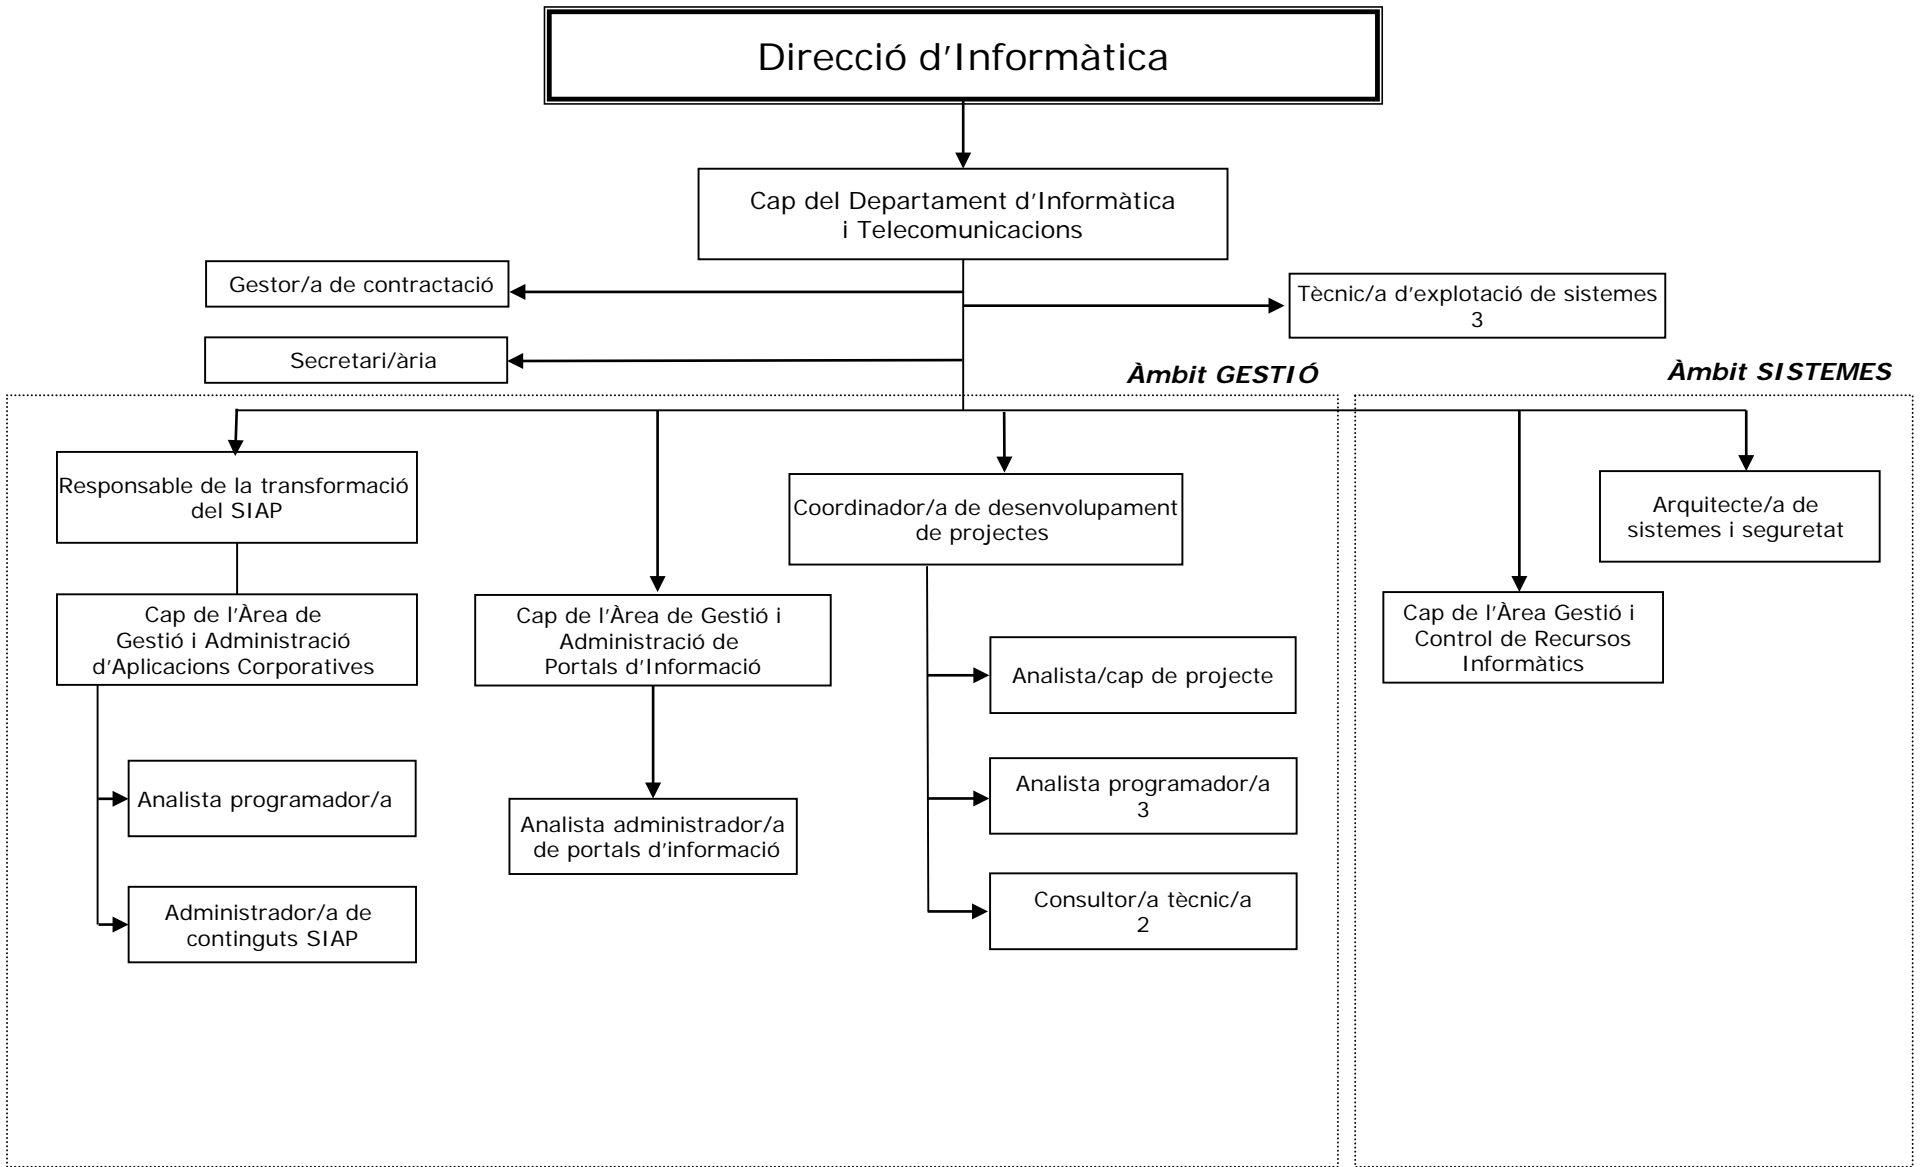 Direcció d'Informàtica
Cap del Departament d'Informàtica
i Telecomunicacions
Gestor/a de contractació
Tècnic/a d'explotació de sistemes
3
Secretari/ària
Àmbit GESTIÓ
Àmbit SISTEMES
Responsable de la transformació
del SIAP
Coordinador/a de desenvolupament
de projectes
Arquitecte/a de
sistemes i seguretat
Cap de l'Àrea de
Gestió i Administració
d'Aplicacions Corporatives
Cap de l'Àrea de Gestió i
Administració de
Portals d'Informació
Cap de l'Àrea Gestió i
Control de Recursos
Informàtics
Analista/cap de projecte
Analista programador/a
Analista administrador/a
de portals d'informació
Analista programador/a
3
Administrador/a de
continguts SIAP
Consultor/a tècnic/a
2